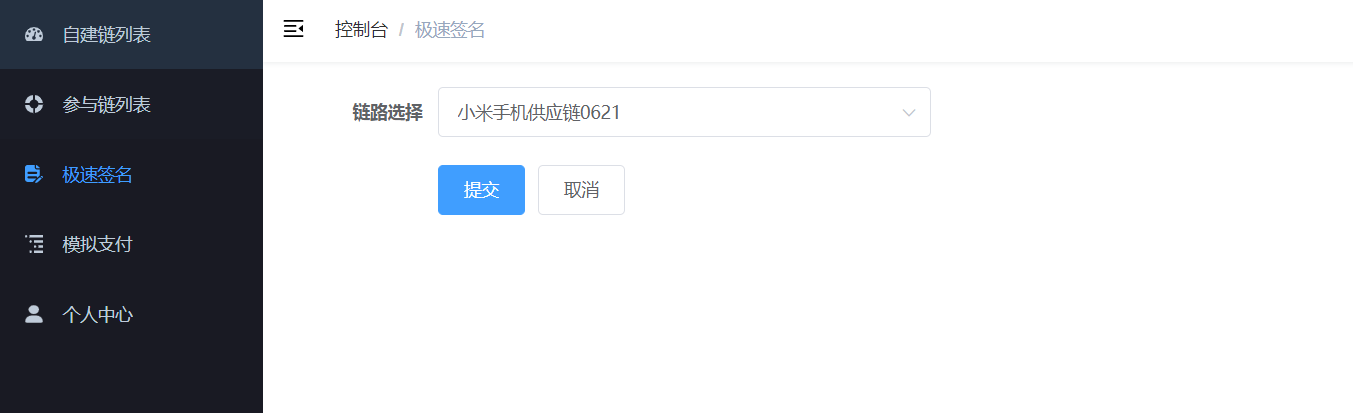 自建链列表
参与链列表
极速签名
模拟支付
个人中心
控制台 / 极速签名
链路选择 小米手机供应链0621
提交 取消